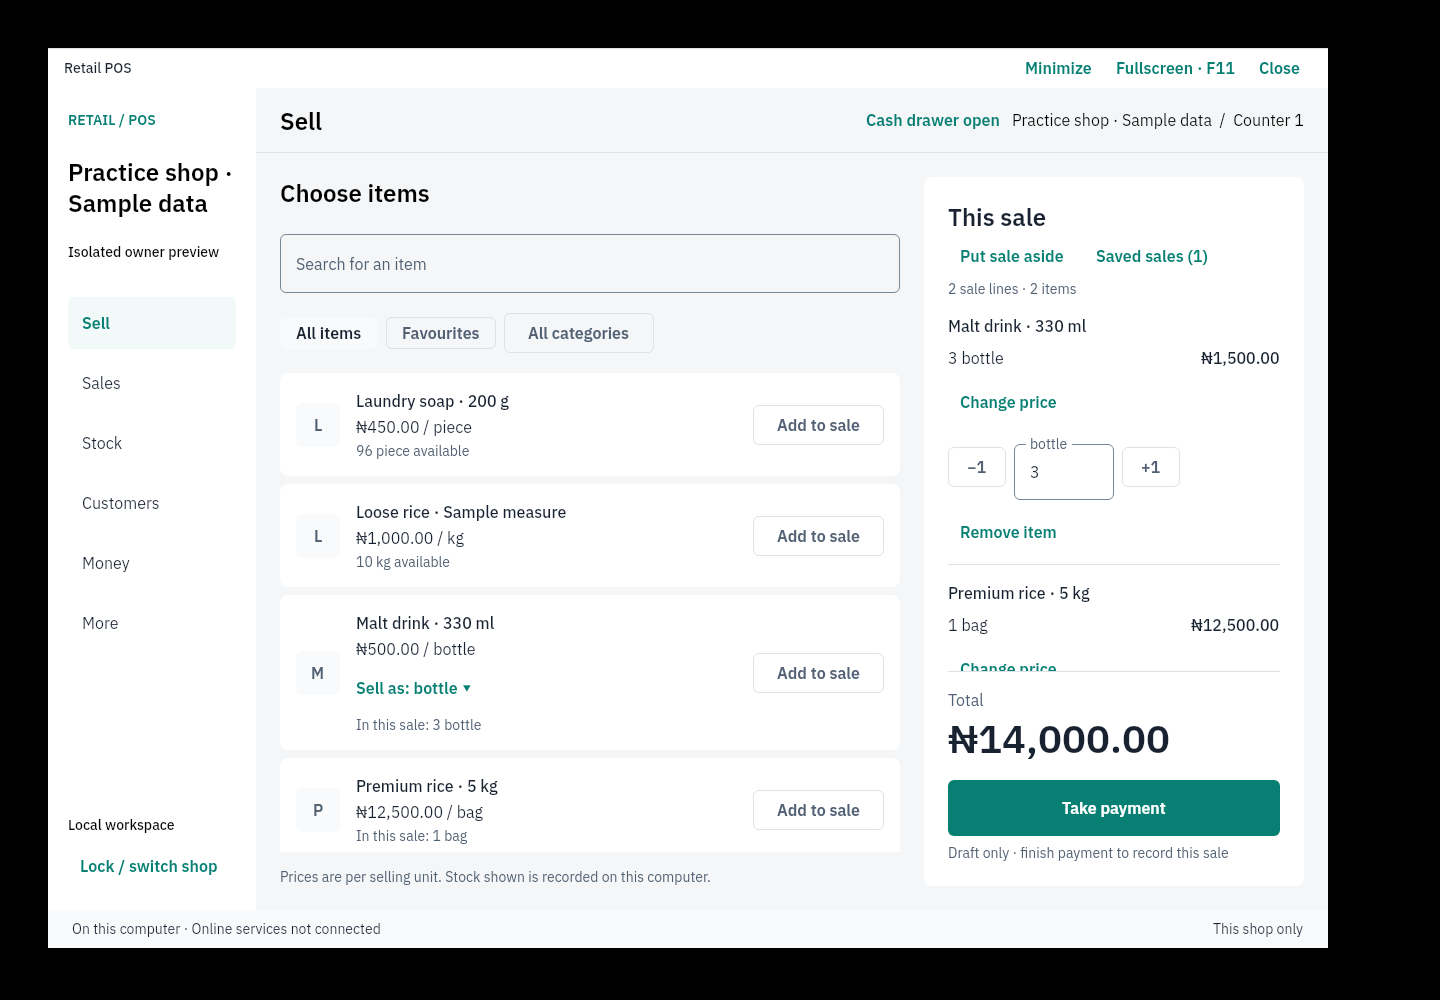 Retail POS
Minimize
Fullscreen · F11
Close
RETAIL / POS
Practice shop ·
Sample data
Isolated owner preview
Sell
Sales
Stock
Customers
Money
More
Local workspace
Lock / switch shop
Sell
Cash drawer open
Practice shop · Sample data / Counter 1
Choose items
Search for an item
All items
Favourites
All categories
L
Laundry soap · 200 g
₦450.00 / piece
96 piece available
Add to sale
L
Loose rice · Sample measure
₦1,000.00 / kg
10 kg available
Add to sale
M
Malt drink · 330 ml
₦500.00 / bottle
Sell as: bottle ▾
In this sale: 3 bottle
Add to sale
P
Premium rice · 5 kg
₦12,500.00 / bag
In this sale: 1 bag
Add to sale
Prices are per selling unit. Stock shown is recorded on this computer.
This sale
Put sale aside
Saved sales (1)
2 sale lines · 2 items
Malt drink · 330 ml
3 bottle
₦1,500.00
Change price
−1
bottle
3
+1
Remove item
Premium rice · 5 kg
1 bag
₦12,500.00
Change price
Total
₦14,000.00
Take payment
Draft only · finish payment to record this sale
On this computer · Online services not connected
This shop only